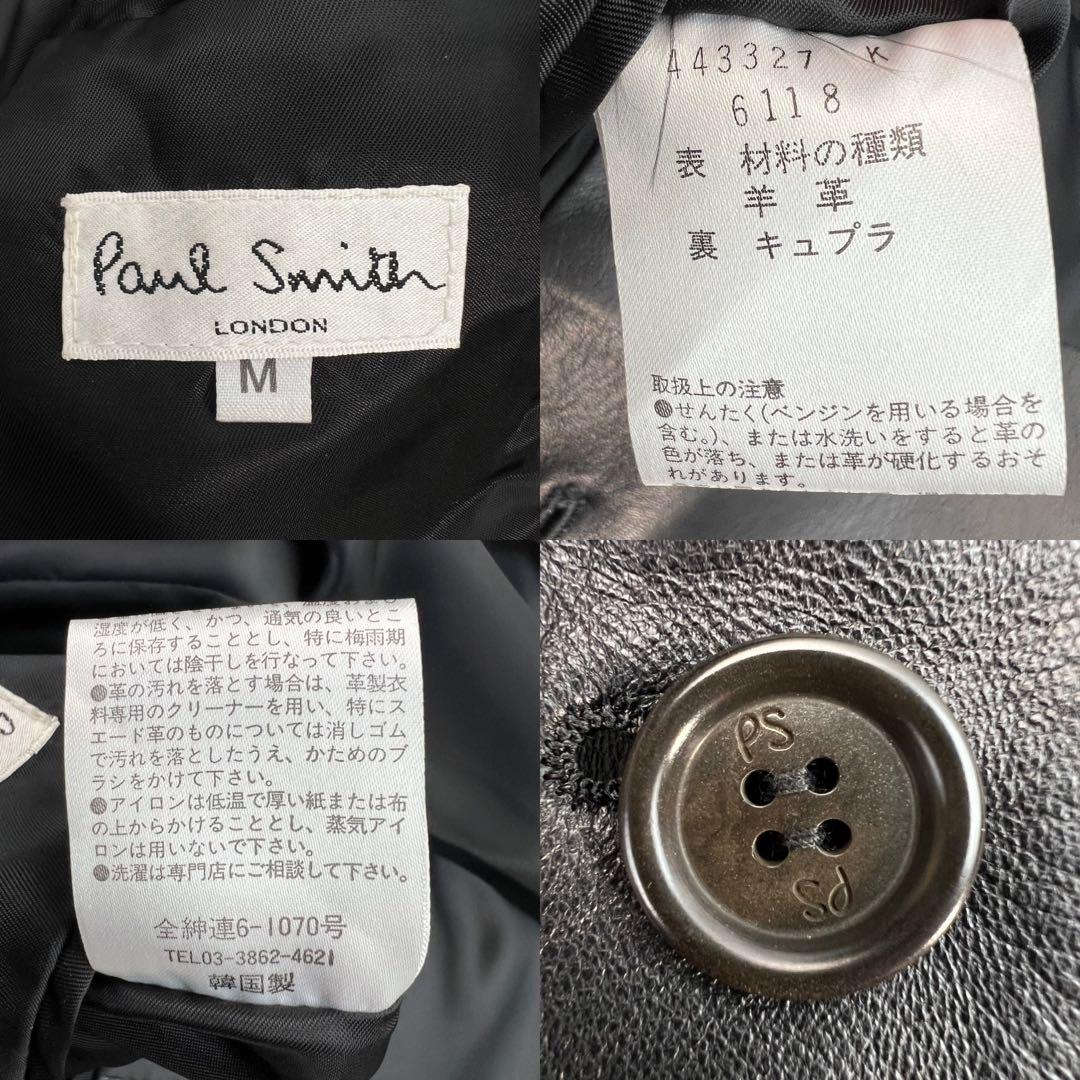 Paul Smith
LONDON
M
443327 K
6118
表 材料の種類
羊 革
裏 キュプラ
取扱上の注意
●せんたく(ベンジンを用いる場合を
含む。)、または水洗いをすると革の
色が落ち、または革が硬化するおそ
れがあります。
湿度が低く、かつ、通気の良いとこ
ろに保存することとし、特に梅雨期
においては陰干しを行なって下さい。
●革の汚れを落とす場合は、革製衣
料専用のクリーナーを用い、特にス
エード革のものについては消しゴム
で汚れを落としたうえ、かためのブ
ラシをかけて下さい。
●アイロンは低温で厚い紙または布
の上からかけることとし、蒸気アイ
ロンは用いないで下さい。
●洗濯は専門店にご相談して下さい。
全紳連6-1070号
TEL03-3862-4621
韓国製
PS
PS